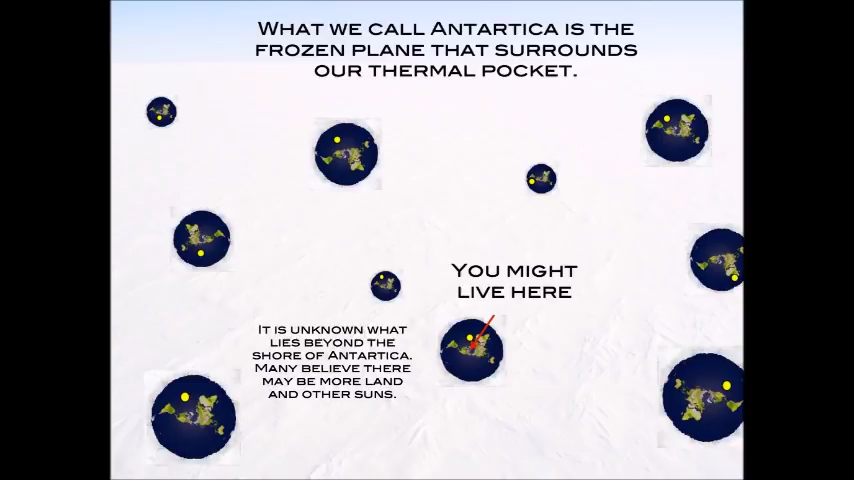 What we call Antartica is the
frozen plane that surrounds
our thermal pocket.
You might
live here
It is unknown what
lies beyond the
shore of Antartica.
Many believe there
may be more land
and other suns.